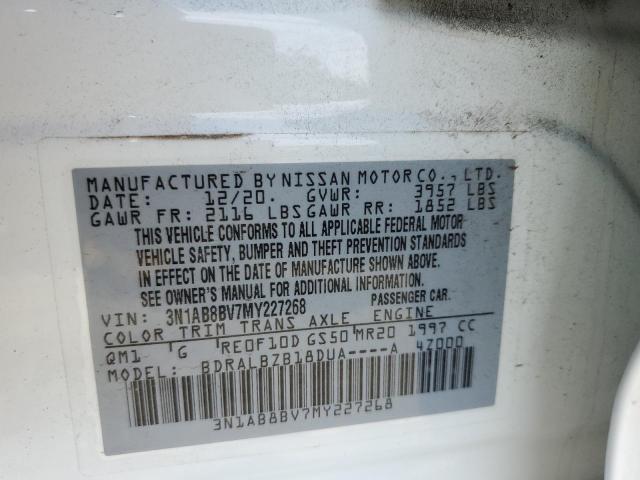 MANUFACTURED BY NISSAN MOTOR CO., LTD.
DATE: 12/20. GVWR: 3957 LBS
GAWR FR: 2116 LBS GAWR RR: 1852 LBS
THIS VEHICLE CONFORMS TO ALL APPLICABLE FEDERAL MOTOR
VEHICLE SAFETY, BUMPER AND THEFT PREVENTION STANDARDS
IN EFFECT ON THE DATE OF MANUFACTURE SHOWN ABOVE.
SEE OWNER'S MANUAL FOR ADDITIONAL INFORMATION.
VIN: 3N1AB8BV7MY227268 PASSENGER CAR.
COLOR TRIM TRANS AXLE ENGINE
QM1 G RE0F10D GS50 MR20 1997 CC
MODEL: BDRALBZB18DUA----A 4Z000
3N1AB8BV7MY227268